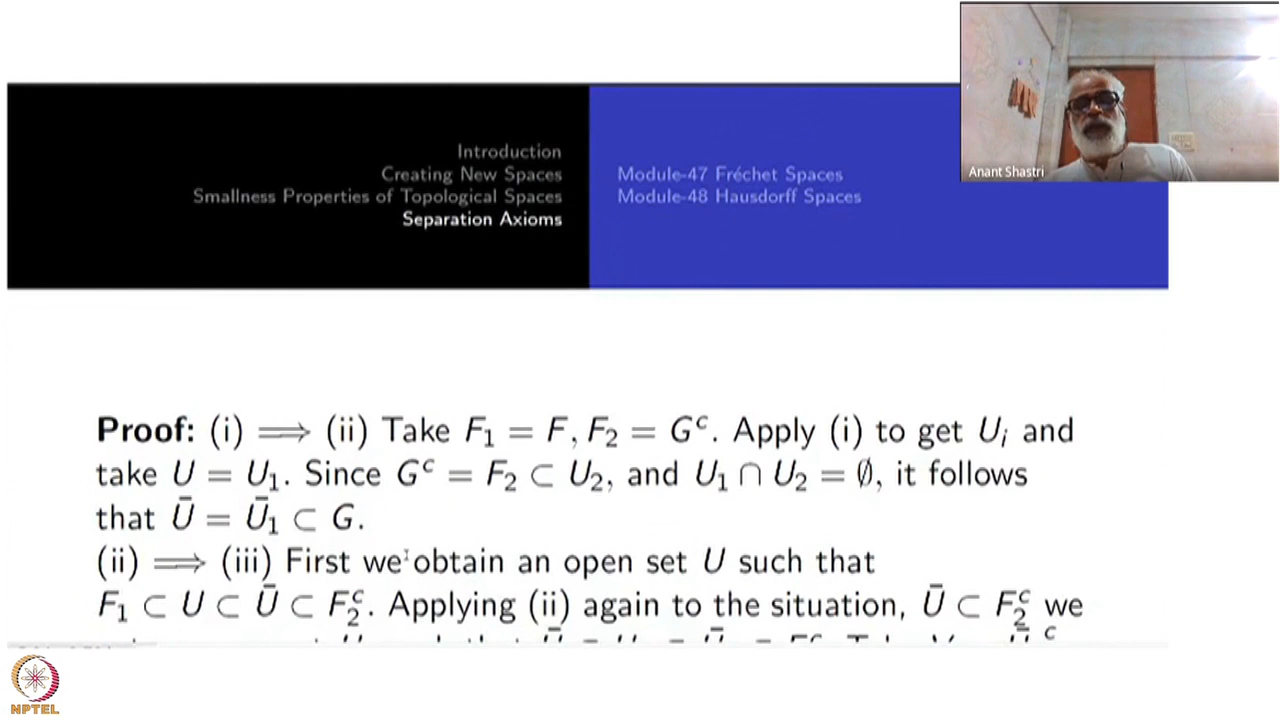 Introduction
Creating New Spaces
Smallness Properties of Topological Spaces
Separation Axioms
Module-47 Fréchet Spaces
Module-48 Hausdorff Spaces
Anant Shastri
Proof: (i) ⟹ (ii) Take F₁ = F, F₂ = Gᶜ. Apply (i) to get Uᵢ and
take U = U₁. Since Gᶜ = F₂ ⊂ U₂, and U₁ ∩ U₂ = ∅, it follows
that Ū = Ū₁ ⊂ G.
(ii) ⟹ (iii) First we obtain an open set U such that
F₁ ⊂ U ⊂ Ū ⊂ F₂ᶜ. Applying (ii) again to the situation, Ū ⊂ F₂ᶜ we
NPTEL